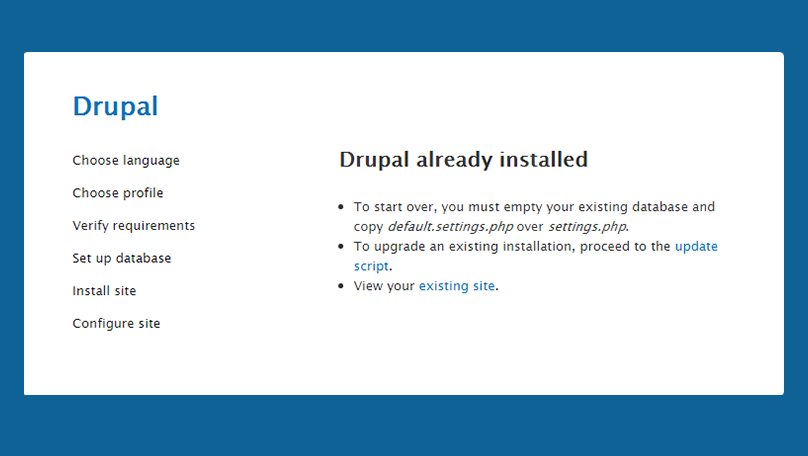 Drupal
Choose language
Choose profile
Verify requirements
Set up database
Install site
Configure site
Drupal already installed
To start over, you must empty your existing database and
copy default.settings.php over settings.php.
To upgrade an existing installation, proceed to the update
script.
View your existing site.